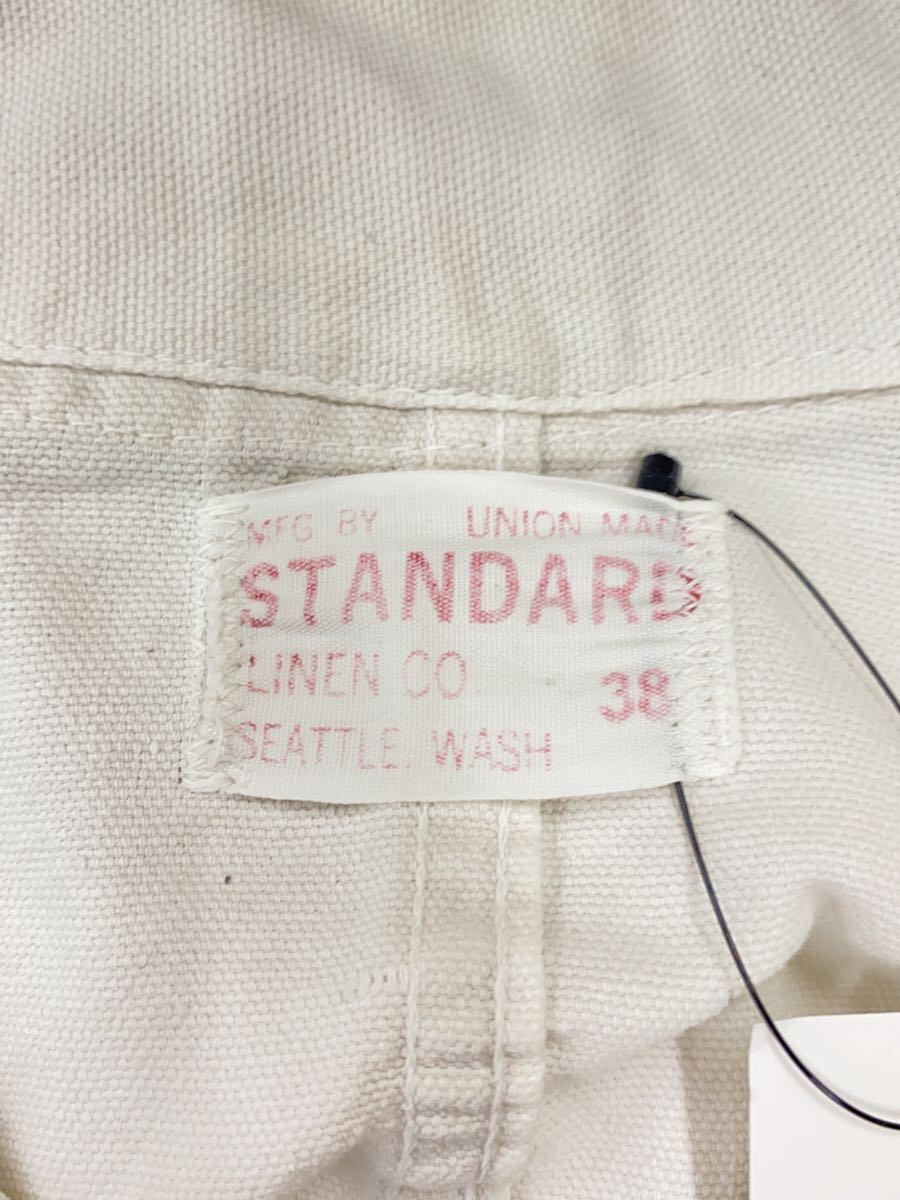 MFG BY UNION MADE
STANDARD
LINEN CO. 38
SEATTLE. WASH